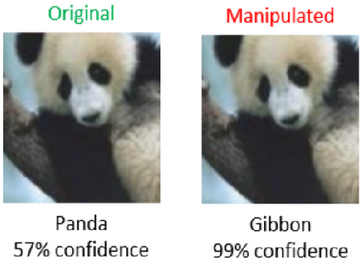 Original
Manipulated
Panda
57% confidence
Gibbon
99% confidence